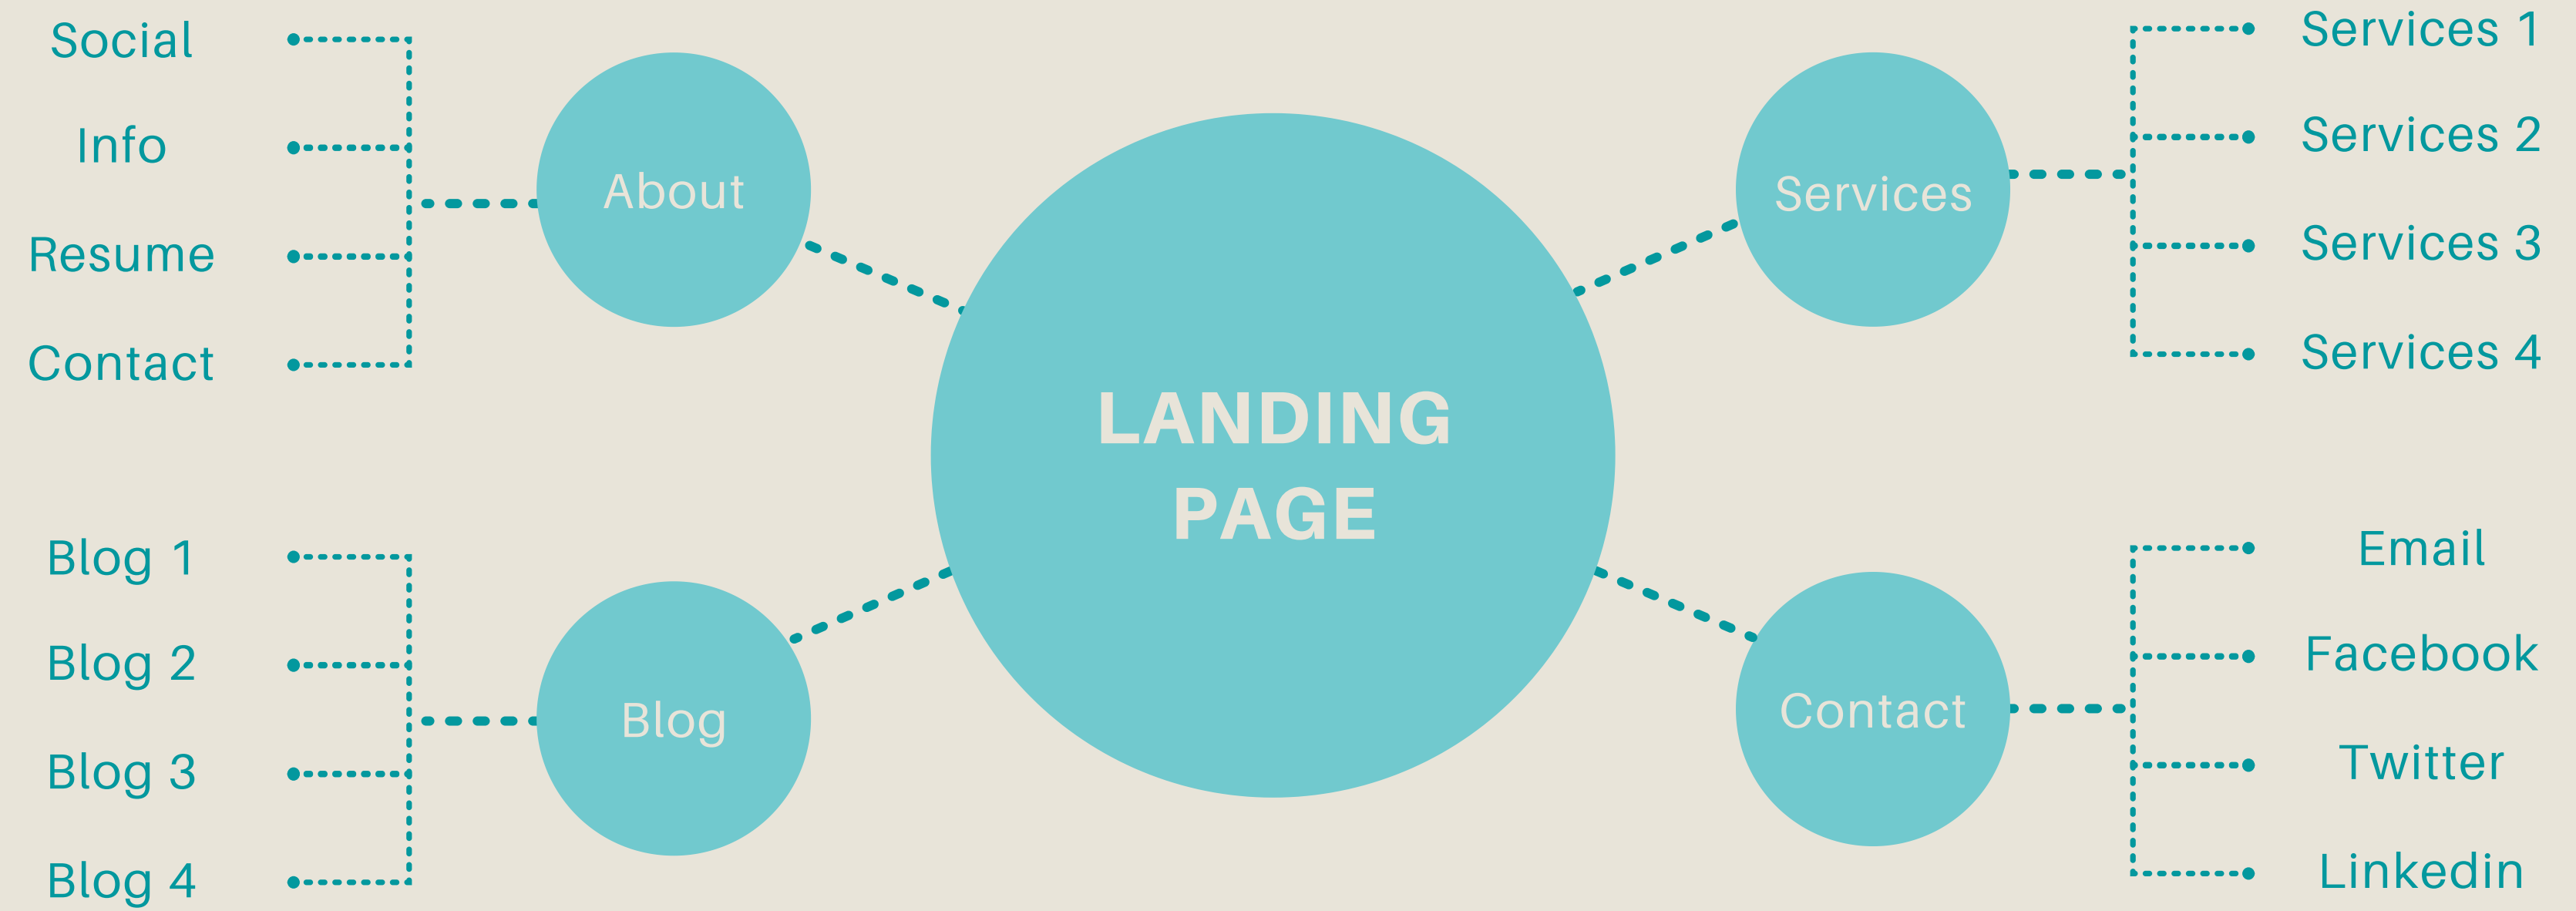 Social
Info
Resume
Contact
About
Blog 1
Blog 2
Blog 3
Blog 4
Blog
LANDING
PAGE
Services
Services 1
Services 2
Services 3
Services 4
Contact
Email
Facebook
Twitter
Linkedin